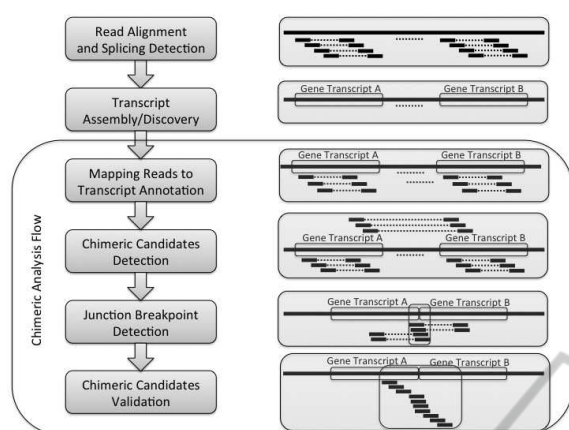 Read Alignment
and Splicing Detection
Transcript
Assembly/Discovery
Gene Transcript A
Gene Transcript B
Chimeric Analysis Flow
Mapping Reads to
Transcript Annotation
Gene Transcript A
Gene Transcript B
Chimeric Candidates
Detection
Gene Transcript A
Gene Transcript B
Junction Breakpoint
Detection
Gene Transcript A
Gene Transcript B
Chimeric Candidates
Validation
Gene Transcript A
Gene Transcript B